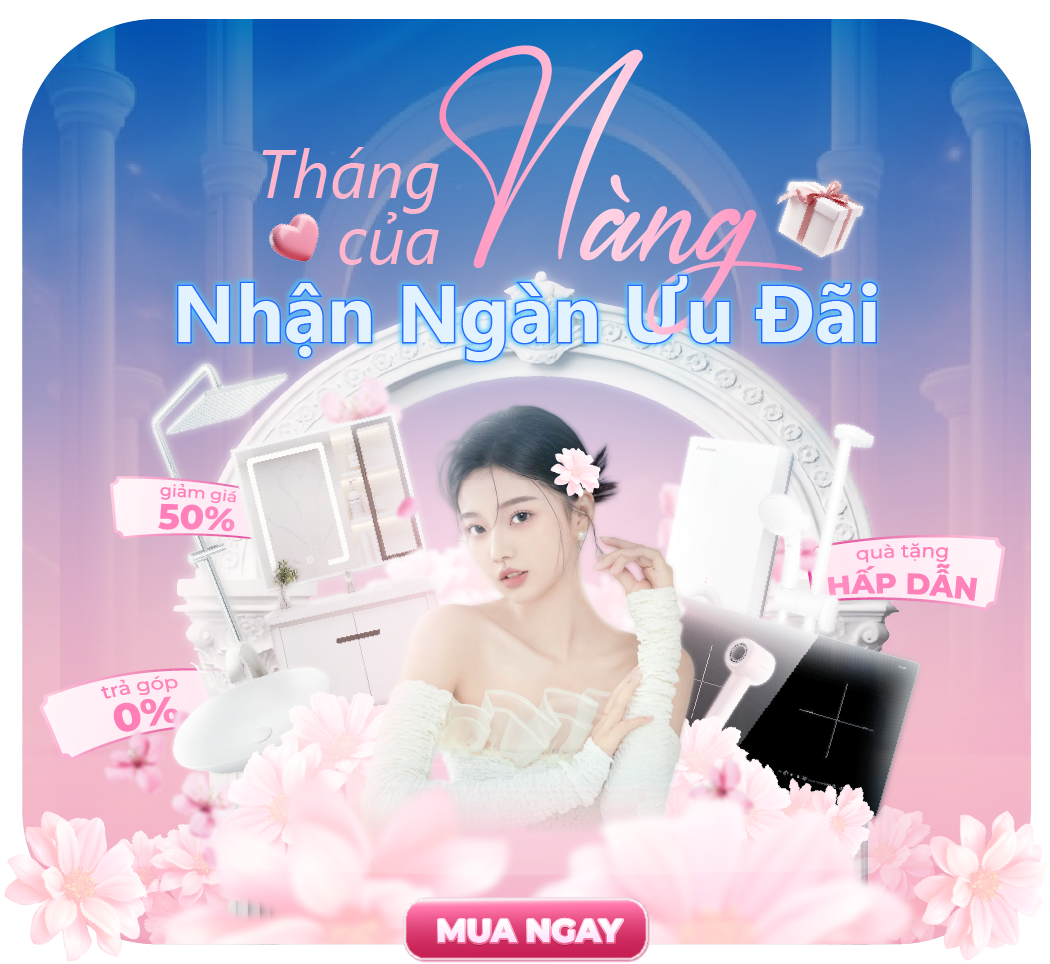 Tháng
của Nàng
Nhận Ngàn Ưu Đãi
giảm giá
50%
quà tặng
HẤP DẪN
trả góp
0%
MUA NGAY